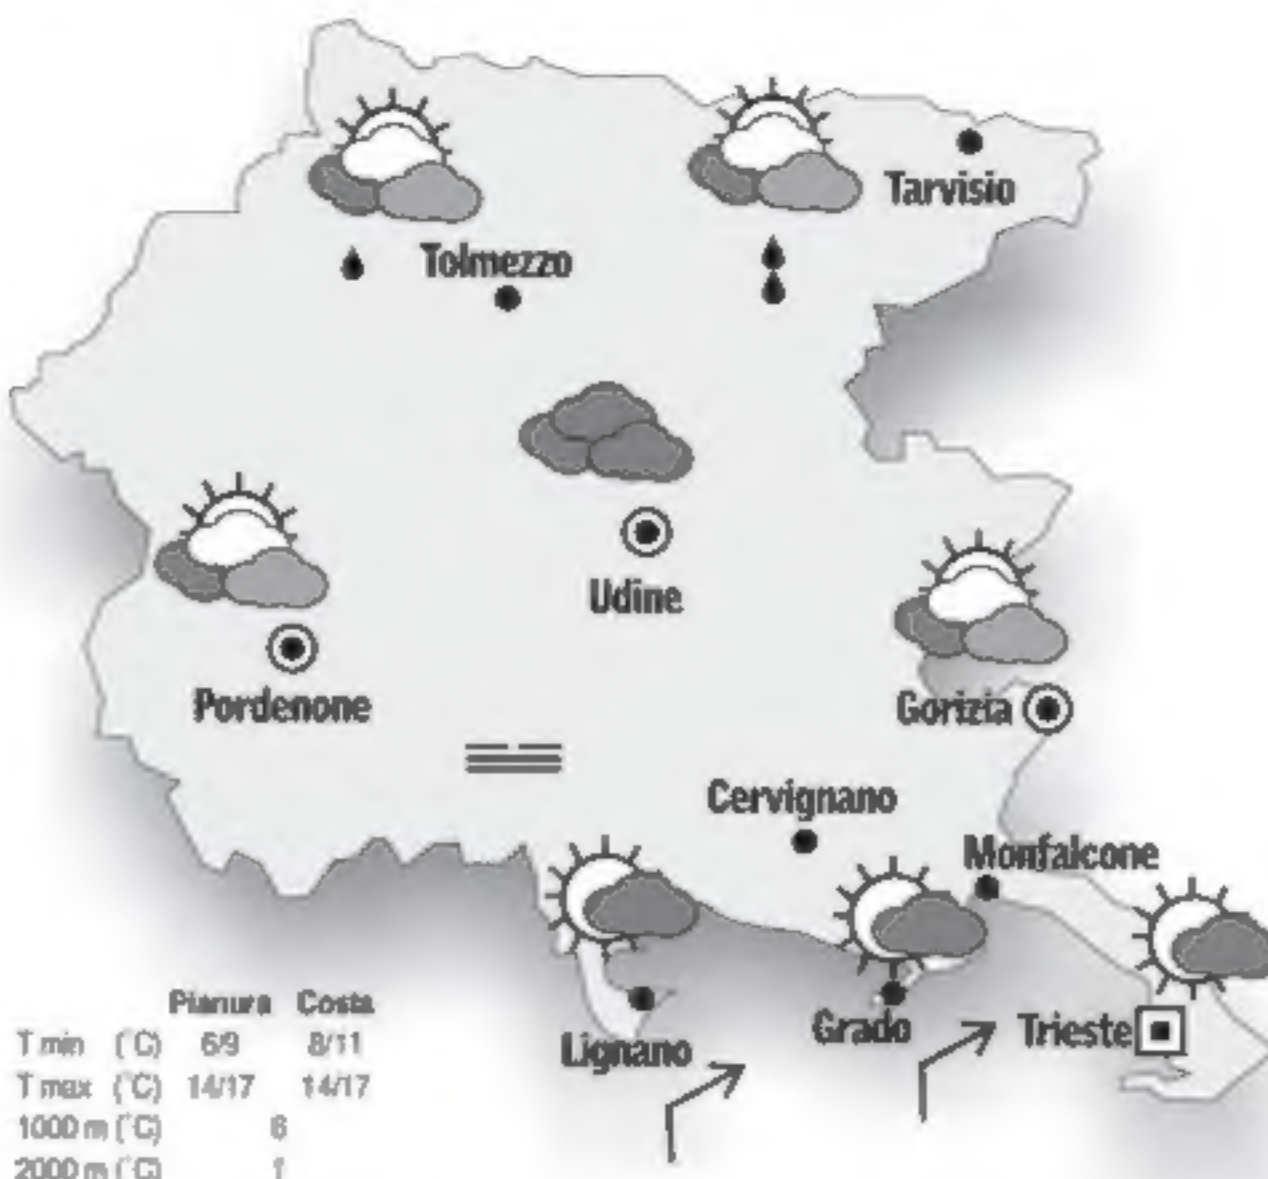 Tarvisio
Tolmezzo
Udine
Pordenone
Gorizia
Cervignano
Monfalcone
Grado
Trieste
Lignano
Pianura Costa
T min (°C) 6/9 8/11
T max (°C) 14/17 14/17
1000 m (°C)
2000 m (°C) 1